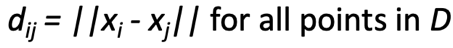 dij = ||xi - xj|| for all points in D